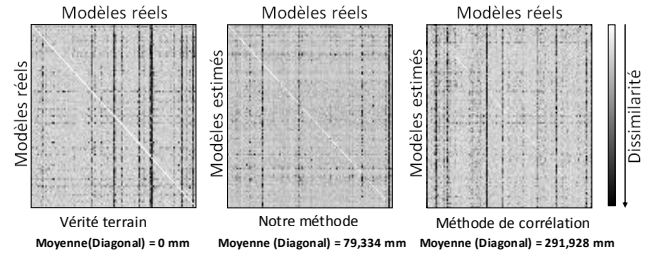 Modèles réels Modèles réels Modèles réels
Modèles réels
Modèles estimés
Modèles estimés
Dissimilarité
Vérité terrain Notre méthode Méthode de corrélation
Moyenne(Diagonal) = 0 mm Moyenne (Diagonal) = 79,334 mm Moyenne (Diagonal) = 291,928 mm